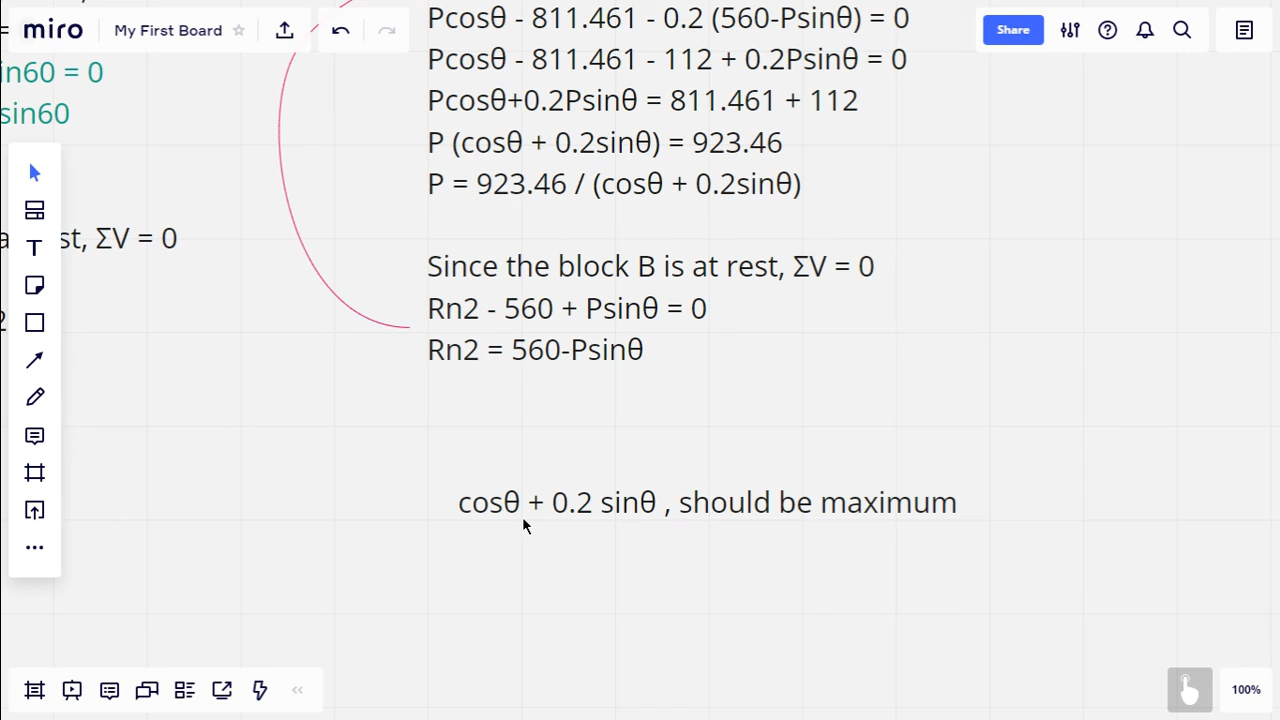 Pcosθ - 811.461 - 0.2 (560-Psinθ) = 0
miro My First Board
Share
in60 = 0
Pcosθ - 811.461 - 112 + 0.2Psinθ = 0
sin60
Pcosθ+0.2Psinθ = 811.461 + 112
P (cosθ + 0.2sinθ) = 923.46
P = 923.46 / (cosθ + 0.2sinθ)
st, ΣV = 0
Since the block B is at rest, ΣV = 0
Rn2 - 560 + Psinθ = 0
Rn2 = 560-Psinθ
cosθ + 0.2 sinθ , should be maximum
100%